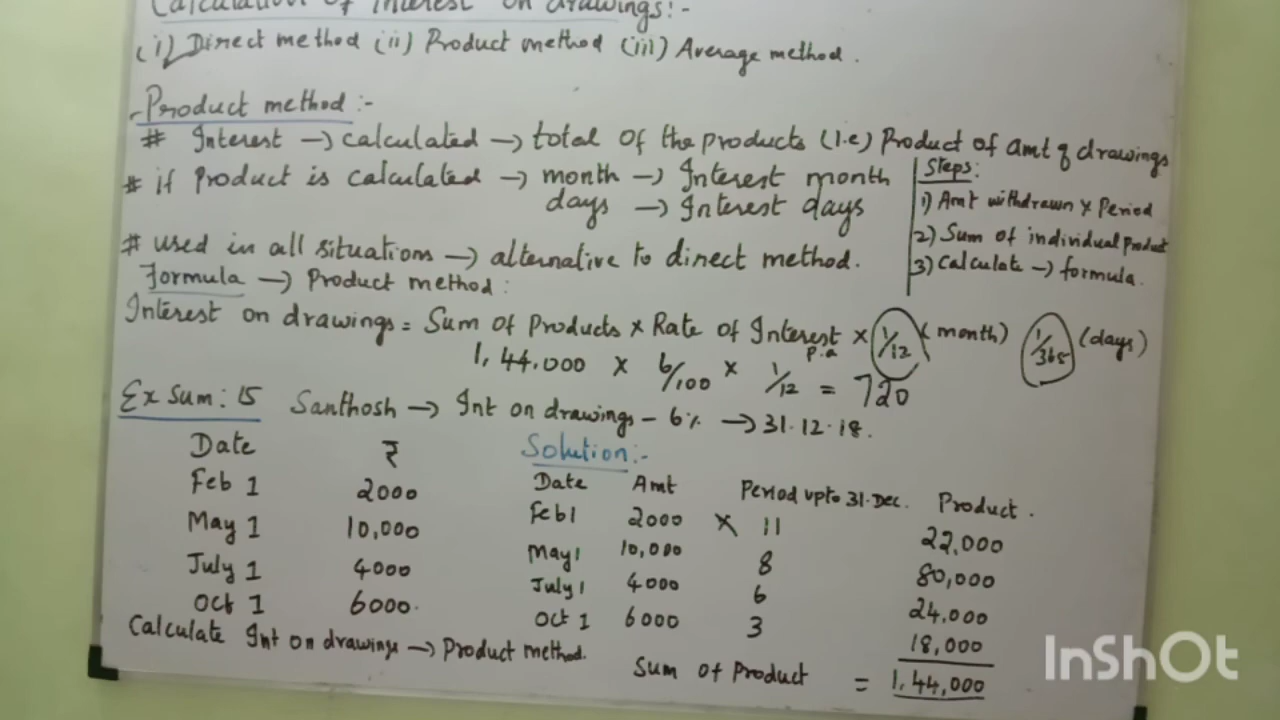 Calculation of Interest on drawings:-
(i) Direct method (ii) Product method (iii) Average method.
Product method :-
# Interest → calculated → total of the products (I.e) Product of amt of drawings
# if Product is calculated → month → Interest month
days → Interest days
# used in all situations → alternative to direct method.
Steps:
1) Amt withdrawn x Period
2) Sum of individual product
3) Calculate → formula.
Formula → Product method:
Interest on drawings = Sum of Products x Rate of Interest x 1/12 (month) 1/365 (days)
p.a
1,44,000 x 6/100 x 1/12 = 720
Ex Sum: 15 Santhosh → Int on drawings - 6% → 31.12.18.
Date ₹
Feb 1 2000
May 1 10,000
July 1 4000
Oct 1 6000.
Calculate Int on drawings → Product method.
Solution:-
Date Amt Period upto 31.Dec. Product.
Feb 1 2000 x 11 22,000
May 1 10,000 8 80,000
July 1 4000 6 24,000
Oct 1 6000 3 18,000
Sum of Product = 1,44,000
InShOt